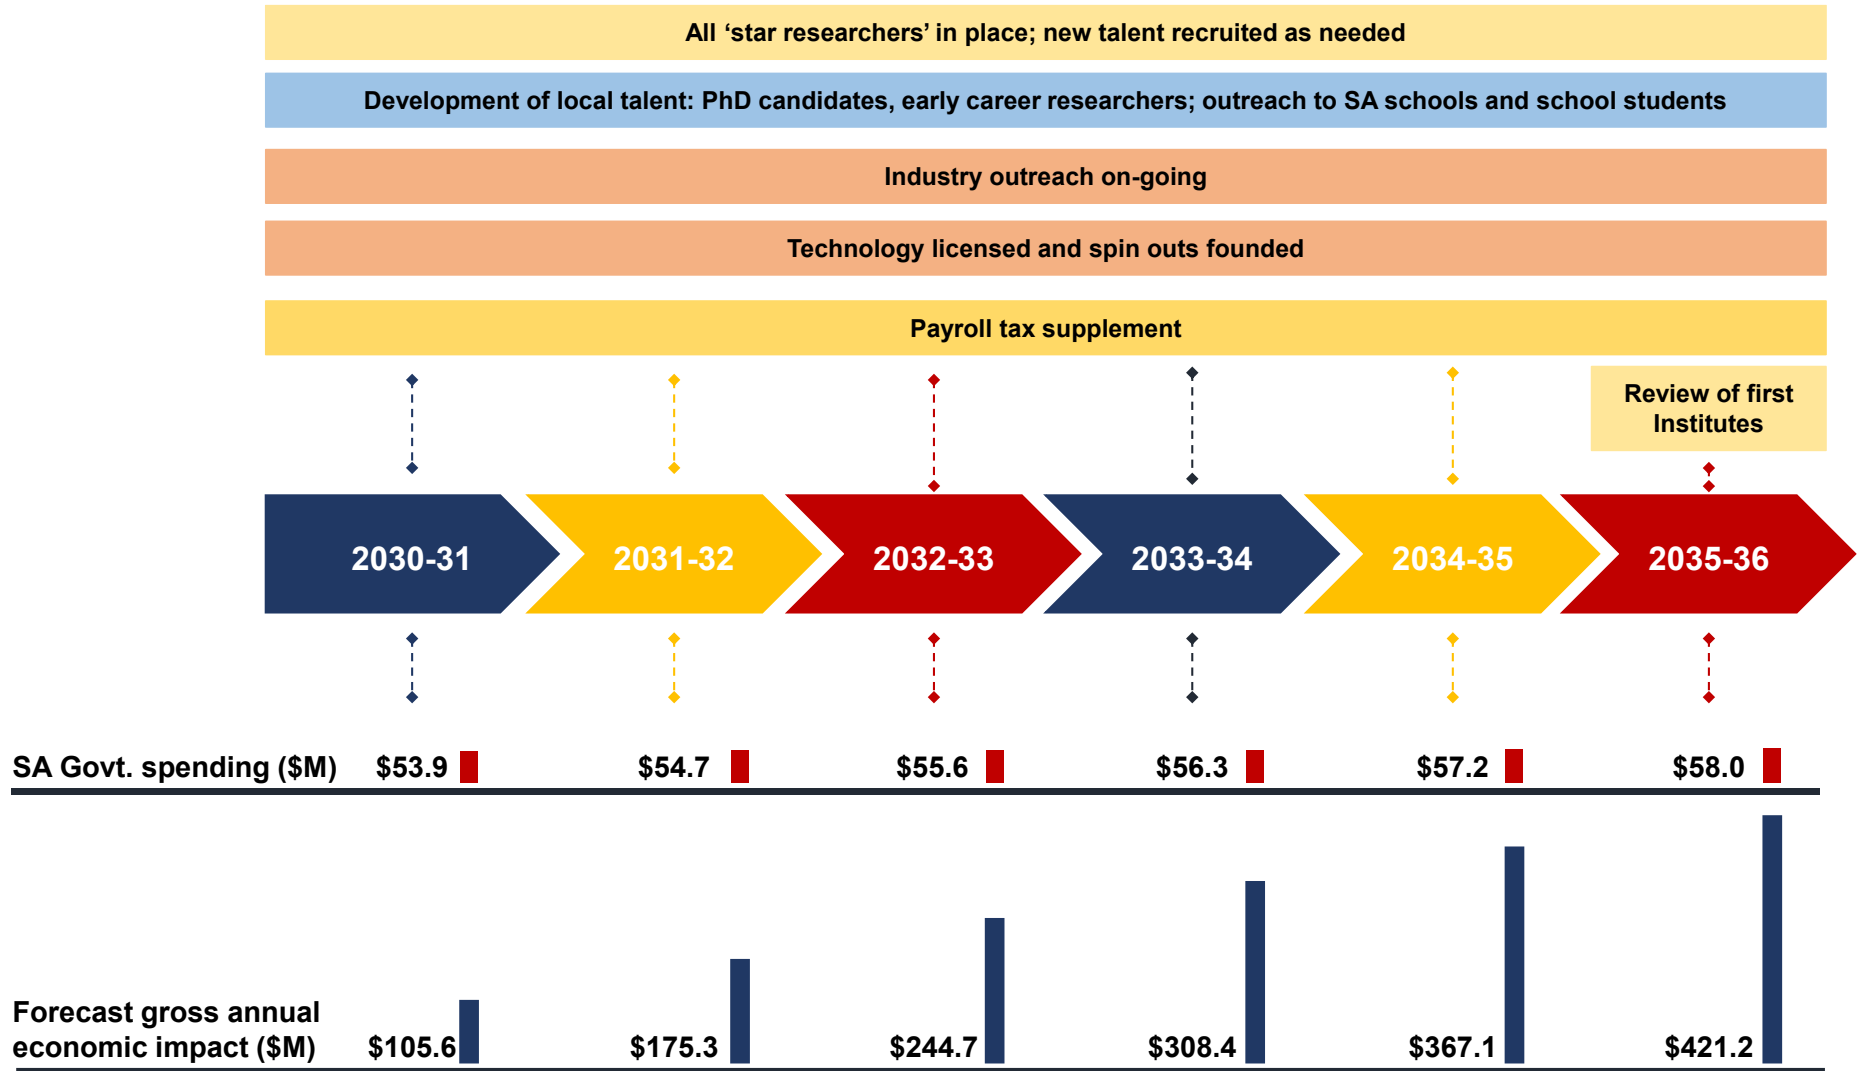 All ‘star researchers’ in place; new talent recruited as needed
Development of local talent: PhD candidates, early career researchers; outreach to SA schools and school students
Industry outreach on-going
Technology licensed and spin outs founded
Payroll tax supplement
Review of first
Institutes
2030-31 2031-32 2032-33 2033-34 2034-35 2035-36
SA Govt. spending ($M) $53.9 $54.7 $55.6 $56.3 $57.2 $58.0
Forecast gross annual
economic impact ($M) $105.6 $175.3 $244.7 $308.4 $367.1 $421.2